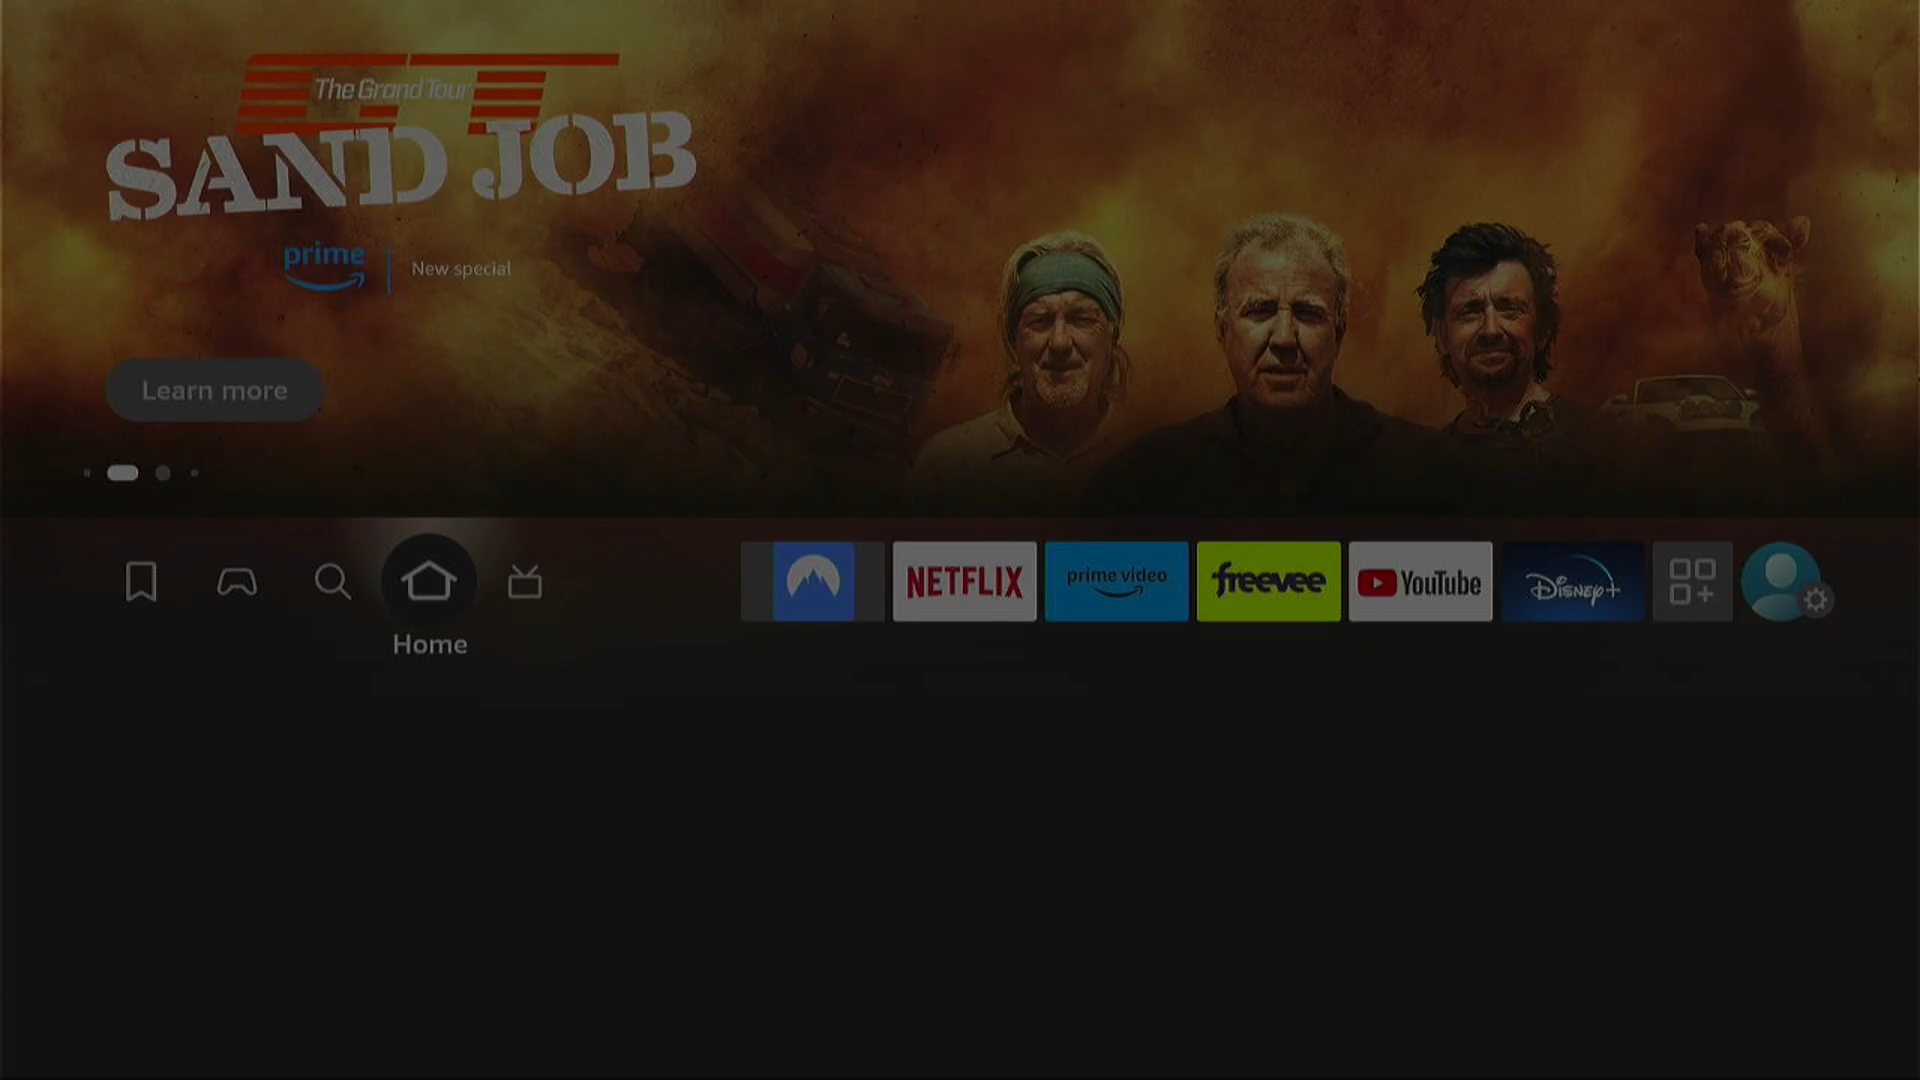 The Grand Tour
SAND JOB
prime
New special
Learn more
NETFLIX
prime video
freevee
YouTube
Disney+
Home